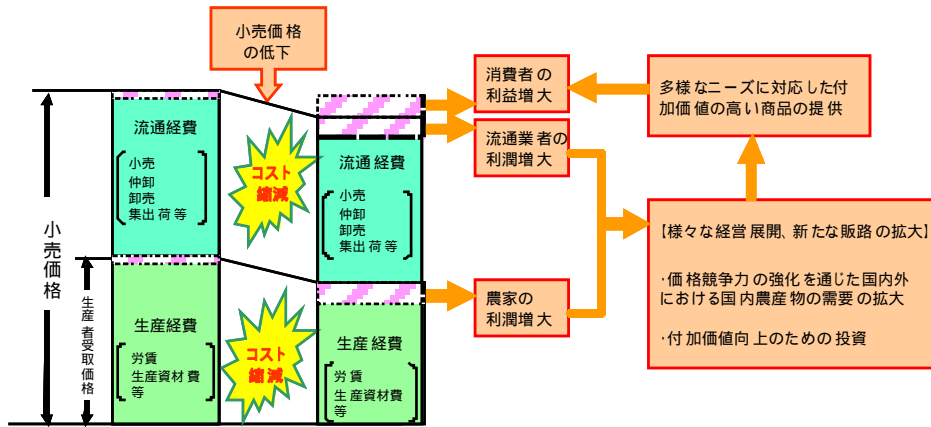 小売価格
の低下
消費者の
利益増大
多様なニーズに対応した付
加価値の高い商品の提供
流通経費
小売
仲卸
卸売
集出荷等
コスト
縮減
流通経費
小売
仲卸
卸売
集出荷等
流通業者の
利潤増大
小売価格
生産者受取価格
【様々な経営展開、新たな販路の拡大】
・価格競争力の強化を通じた国内外
における国内農産物の需要の拡大
・付加価値向上のための投資
農家の
利潤増大
生産経費
労賃
生産資材費
等
コスト
縮減
生産経費
労賃
生産資材費
等